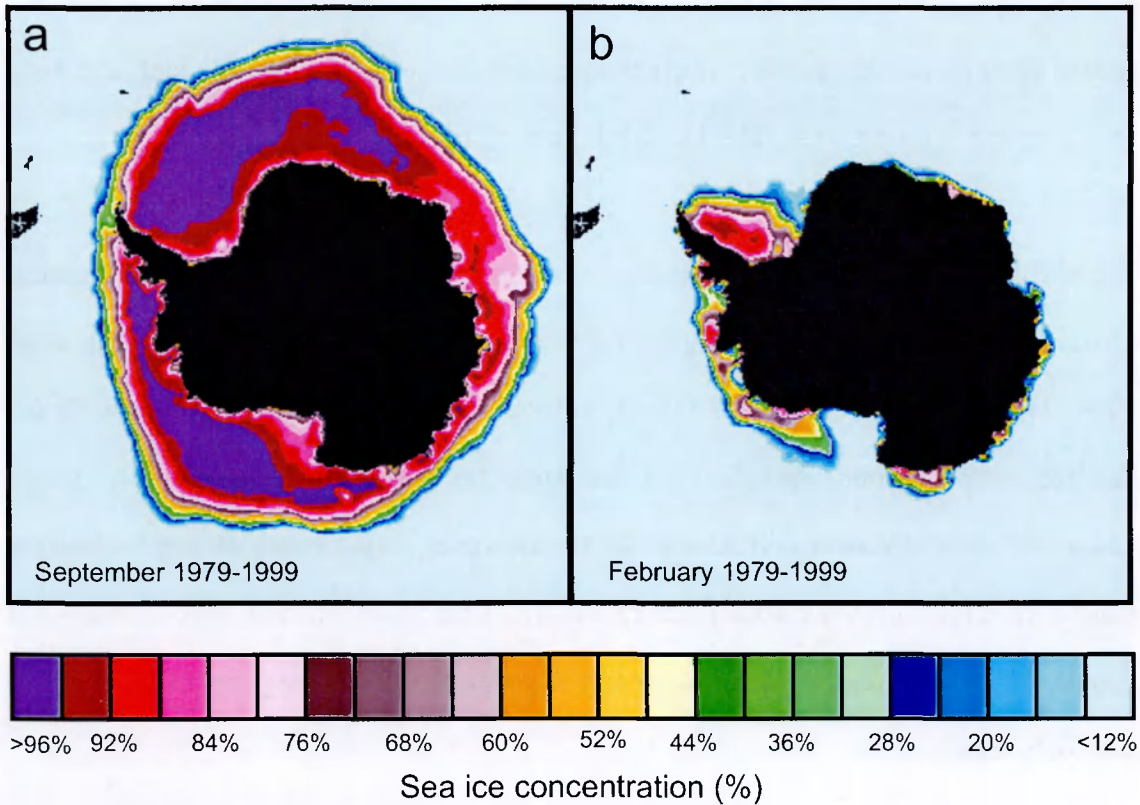 a
b
September 1979-1999
February 1979-1999
>96% 92% 84% 76% 68% 60% 52% 44% 36% 28% 20% <12%
Sea ice concentration (%)